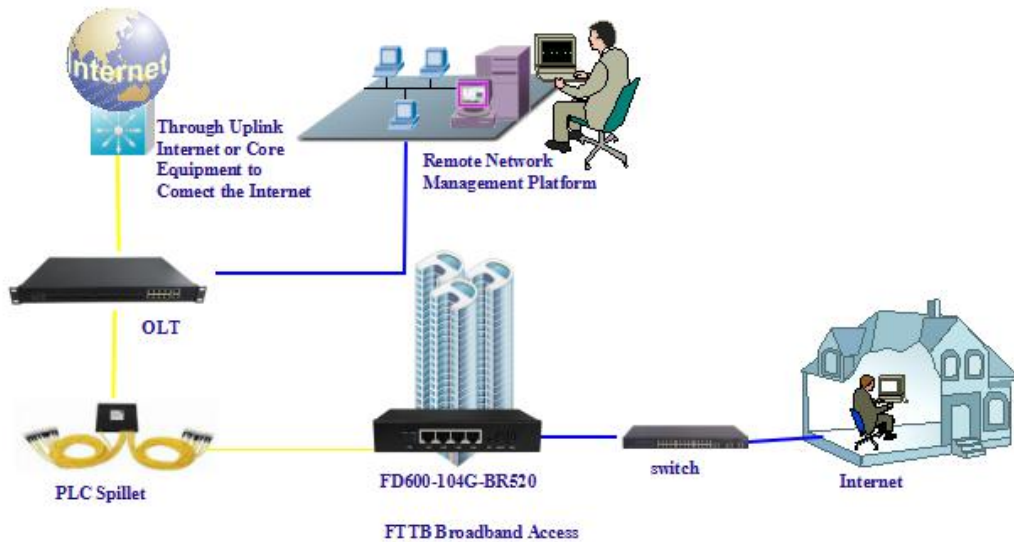 Internet
Through Uplink
Internet or Core
Equipment to
Comect the Internet
Remote Network
Management Platform
OLT
PLC Spillet
FD600-104G-BR520
switch
Internet
FTTB Broadband Access